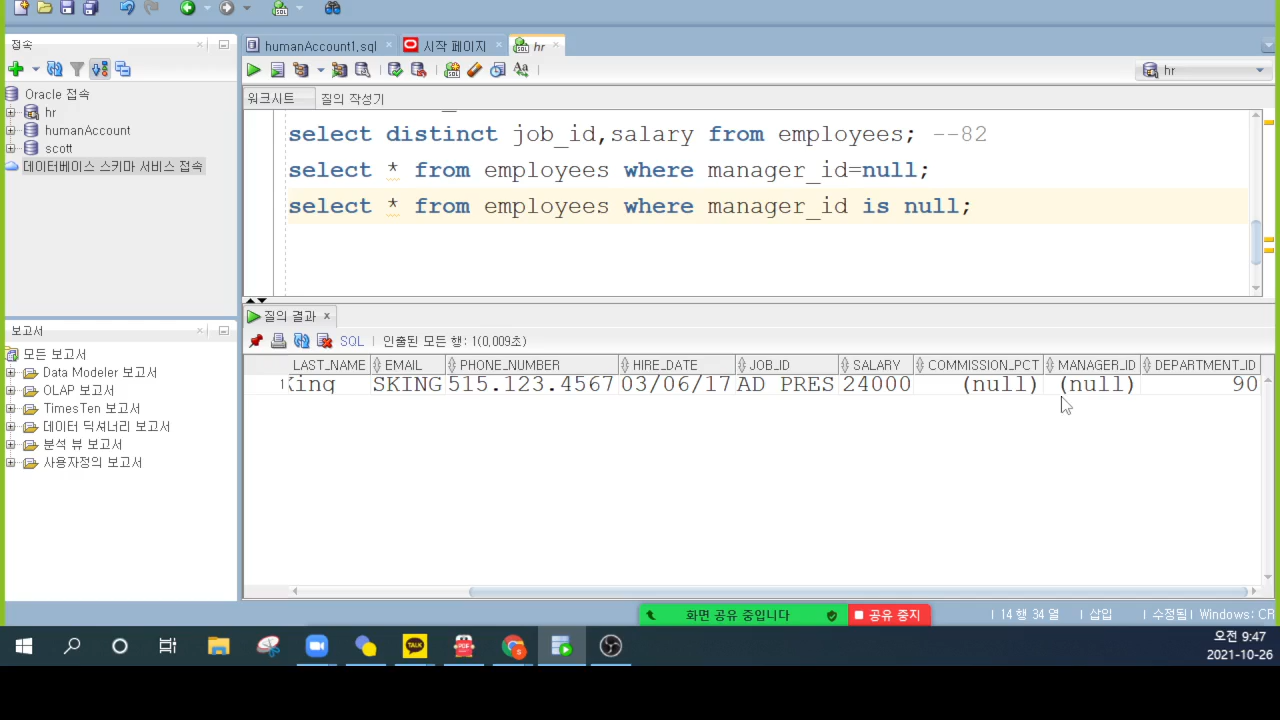 접속
humanAccount1.sql
시작 페이지
hr
hr
Oracle 접속
hr
humanAccount
scott
데이터베이스 스키마 서비스 접속
워크시트
질의 작성기
select distinct job_id,salary from employees; --82
select * from employees where manager_id=null;
select * from employees where manager_id is null;
보고서
모든 보고서
Data Modeler 보고서
OLAP 보고서
TimesTen 보고서
데이터 딕셔너리 보고서
분석 뷰 보고서
사용자정의 보고서
질의 결과
SQL
인출된 모든 행: 1(0,009초)
LAST_NAME EMAIL PHONE_NUMBER HIRE_DATE JOB_ID SALARY COMMISSION_PCT MANAGER_ID DEPARTMENT_ID
1 King SKING 515.123.4567 03/06/17 AD_PRES 24000 (null) (null) 90
화면 공유 중입니다
공유 중지
14 행 34 열
삽입
수정됨
Windows: CR
TALK
PDF
오전 9:47
2021-10-26